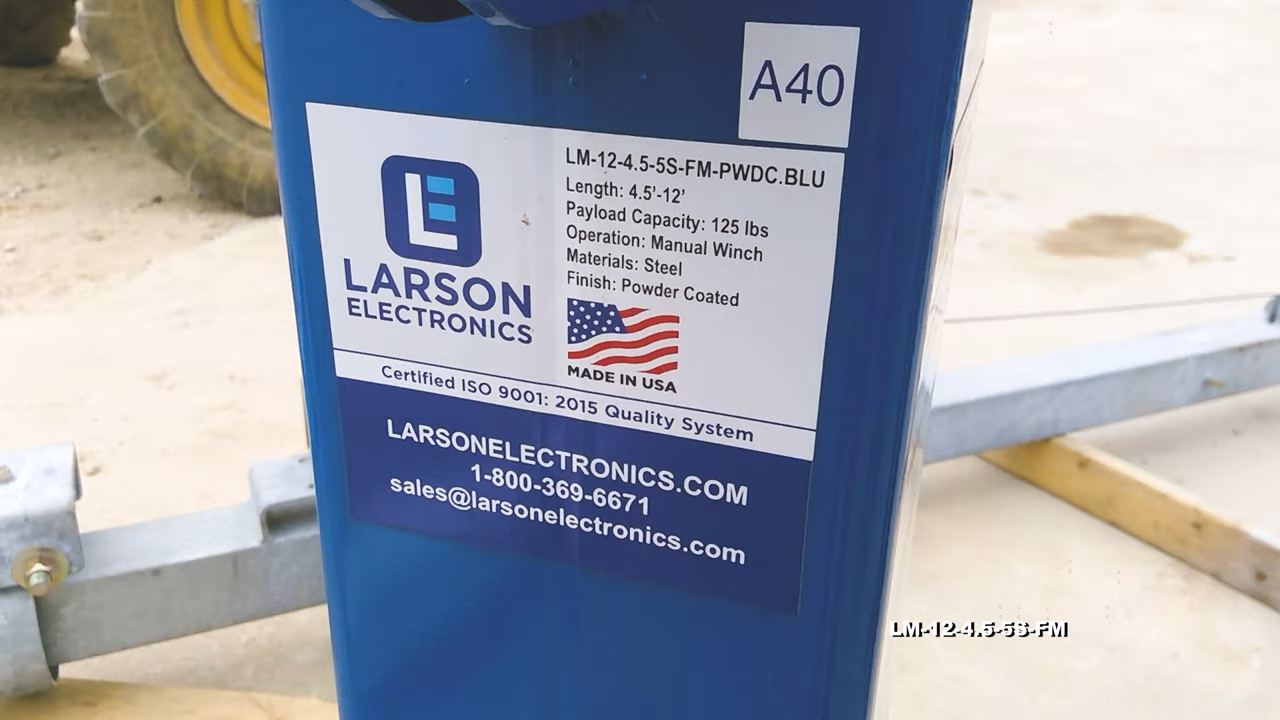 A40
LM-12-4.5-5S-FM-PWDC.BLU
Length: 4.5'-12'
Payload Capacity: 125 lbs
Operation: Manual Winch
Materials: Steel
Finish: Powder Coated
MADE IN USA
LE
LARSON
ELECTRONICS
Certified ISO 9001: 2015 Quality System
LARSONELECTRONICS.COM
1-800-369-6671
sales@larsonelectronics.com
LM-12-4.5-5S-FM